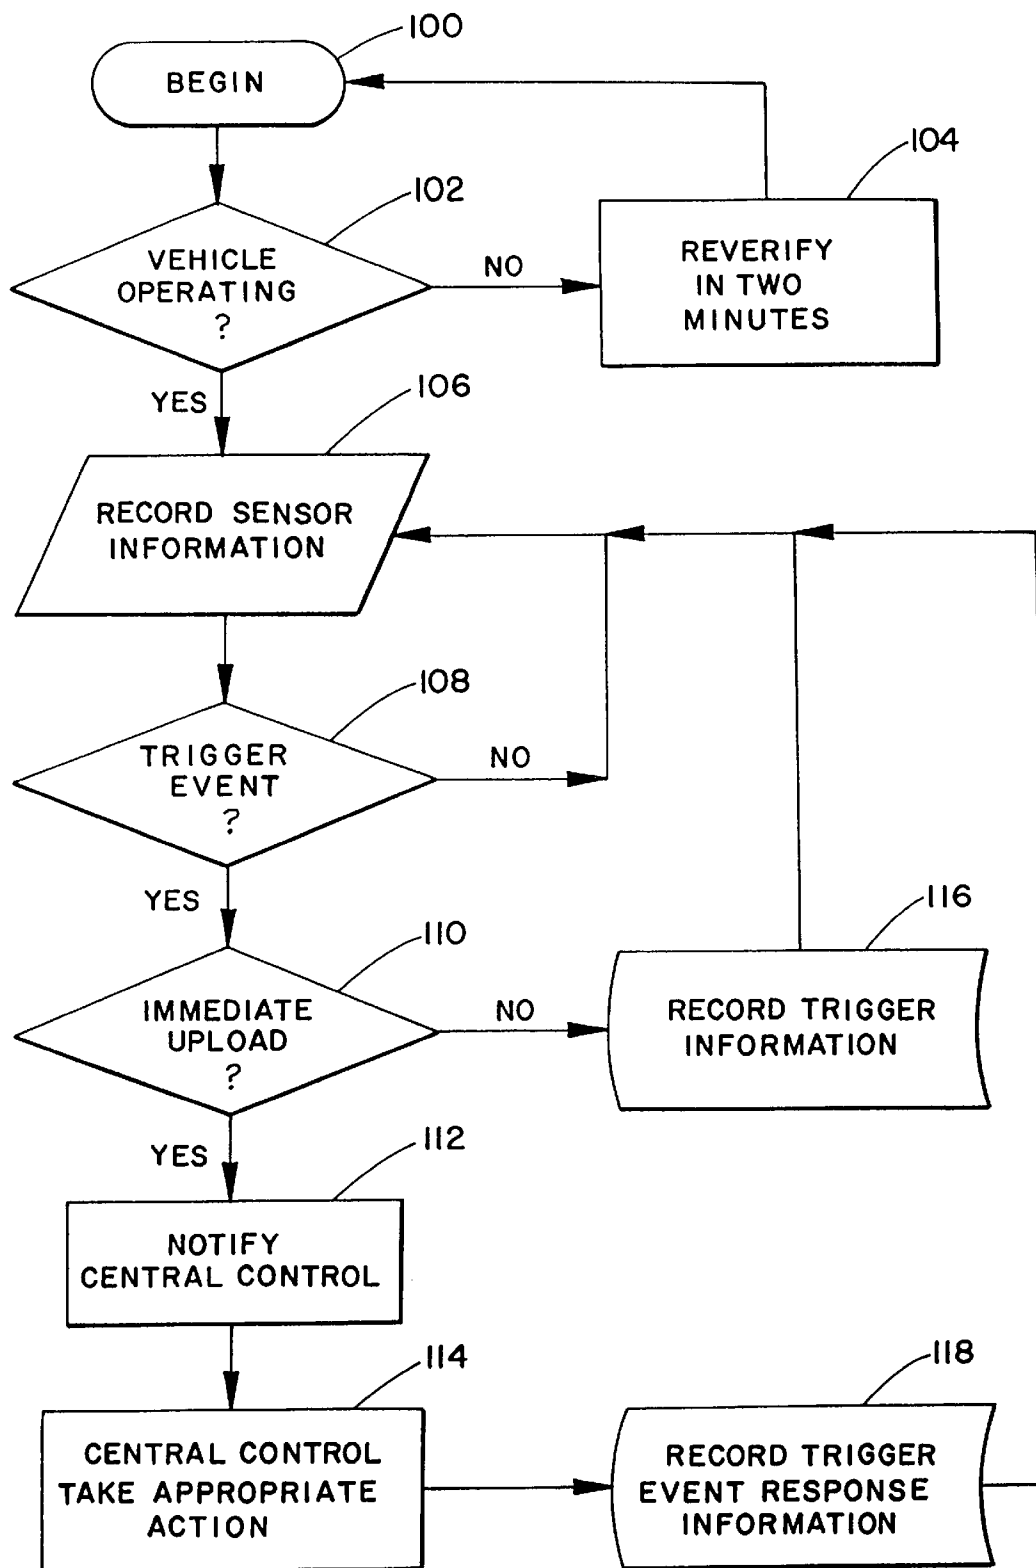 100
BEGIN
104
102
VEHICLE
OPERATING
?
NO
REVERIFY
IN TWO
MINUTES
YES
106
RECORD SENSOR
INFORMATION
108
TRIGGER
EVENT
?
NO
YES
110
116
IMMEDIATE
UPLOAD
?
NO
RECORD TRIGGER
INFORMATION
YES
112
NOTIFY
CENTRAL CONTROL
114
118
CENTRAL CONTROL
TAKE APPROPRIATE
ACTION
RECORD TRIGGER
EVENT RESPONSE
INFORMATION